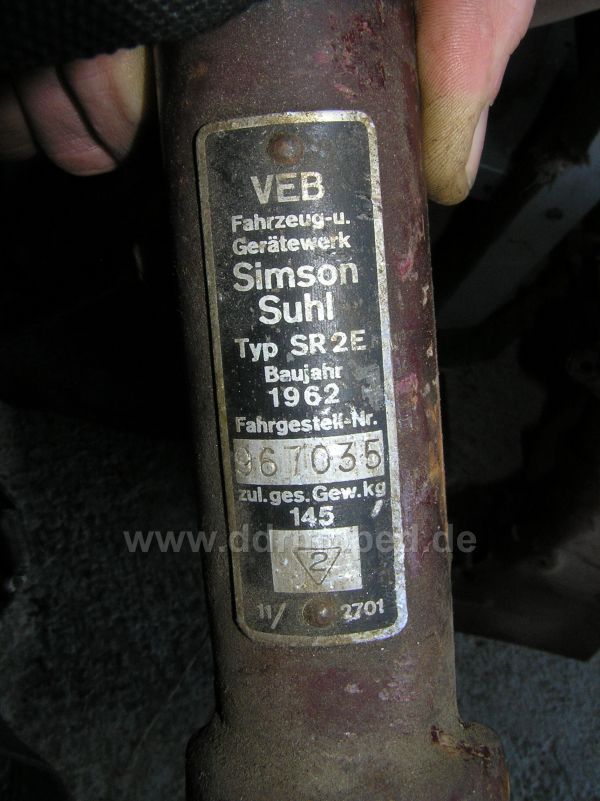 VEB
Fahrzeug-u.
Gerätewerk
Simson
Suhl
Typ SR2E
Baujahr
1962
Fahrgestell-Nr.
967035
zul.ges.Gew.kg
145
www.ddrmoped.de
2
11/ 2701